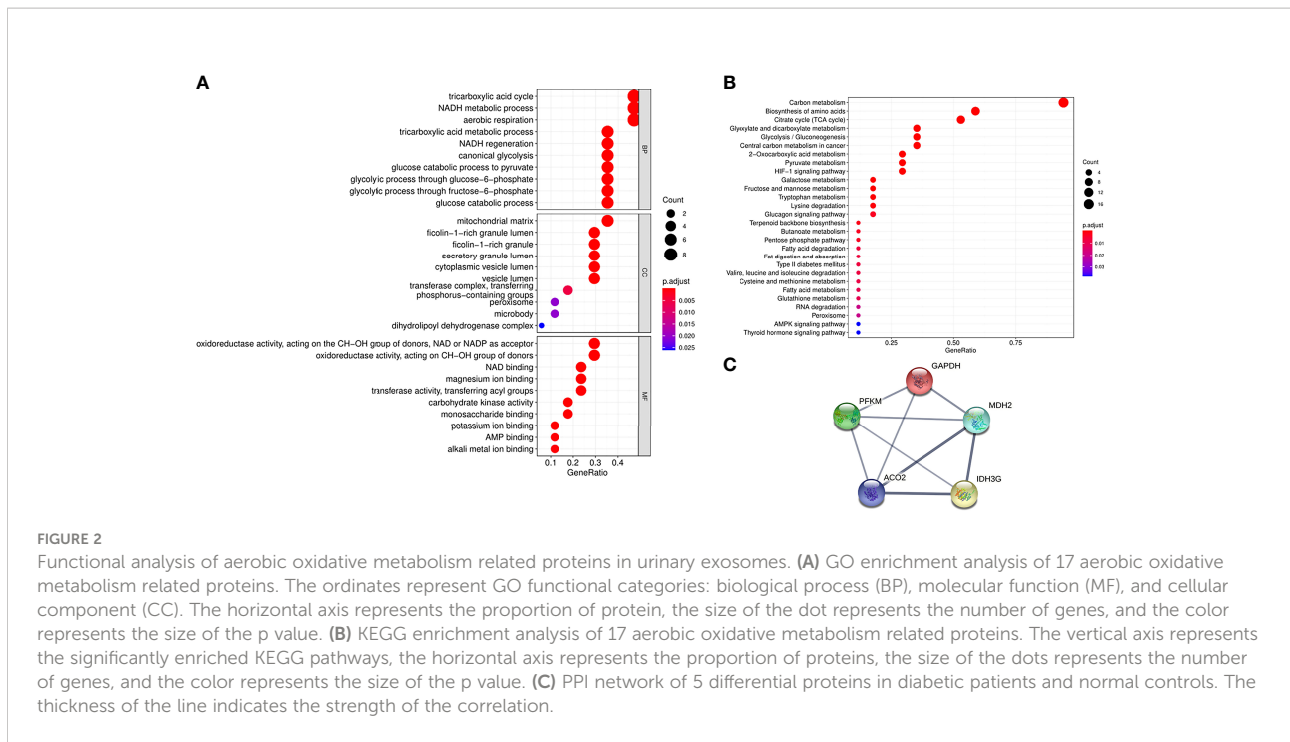 A
tricarboxylic acid cycle
NADH metabolic process
aerobic respiration
tricarboxylic acid metabolic process
NADH regeneration
canonical glycolysis
glucose catabolic process to pyruvate
glycolytic process through glucose-6-phosphate
glycolytic process through fructose-6-phosphate
glucose catabolic process
BP
mitochondrial matrix
ficolin-1-rich granule lumen
ficolin-1-rich granule
secretory granule lumen
cytoplasmic vesicle lumen
vesicle lumen
transferase complex, transferring
phosphorus-containing groups
peroxisome
microbody
dihydrolipoyl dehydrogenase complex
CC
oxidoreductase activity, acting on the CH-OH group of donors, NAD or NADP as acceptor
oxidoreductase activity, acting on CH-OH group of donors
NAD binding
magnesium ion binding
transferase activity, transferring acyl groups
carbohydrate kinase activity
monosaccharide binding
potassium ion binding
AMP binding
alkali metal ion binding
MF
0.1 0.2 0.3 0.4
GeneRatio
Count
2
4
6
8
p.adjust
0.005
0.010
0.015
0.020
0.025
B
Carbon metabolism
Biosynthesis of amino acids
Citrate cycle (TCA cycle)
Glyoxylate and dicarboxylate metabolism
Glycolysis / Gluconeogenesis
Central carbon metabolism in cancer
2-Oxocarboxylic acid metabolism
Pyruvate metabolism
HIF-1 signaling pathway
Galactose metabolism
Fructose and mannose metabolism
Tryptophan metabolism
Lysine degradation
Glucagon signaling pathway
Terpenoid backbone biosynthesis
Butanoate metabolism
Pentose phosphate pathway
Fatty acid degradation
Fat digestion and absorption
Type II diabetes mellitus
Valine, leucine and isoleucine degradation
Cysteine and methionine metabolism
Fatty acid metabolism
Glutathione metabolism
RNA degradation
Peroxisome
AMPK signaling pathway
Thyroid hormone signaling pathway
0.25 0.50 0.75
GeneRatio
Count
4
8
12
16
p.adjust
0.01
0.02
0.03
C
GAPDH
PFKM
MDH2
ACO2
IDH3G
FIGURE 2
Functional analysis of aerobic oxidative metabolism related proteins in urinary exosomes. (A) GO enrichment analysis of 17 aerobic oxidative
metabolism related proteins. The ordinates represent GO functional categories: biological process (BP), molecular function (MF), and cellular
component (CC). The horizontal axis represents the proportion of protein, the size of the dot represents the number of genes, and the color
represents the size of the p value. (B) KEGG enrichment analysis of 17 aerobic oxidative metabolism related proteins. The vertical axis represents
the significantly enriched KEGG pathways, the horizontal axis represents the proportion of proteins, the size of the dots represents the number
of genes, and the color represents the size of the p value. (C) PPI network of 5 differential proteins in diabetic patients and normal controls. The
thickness of the line indicates the strength of the correlation.